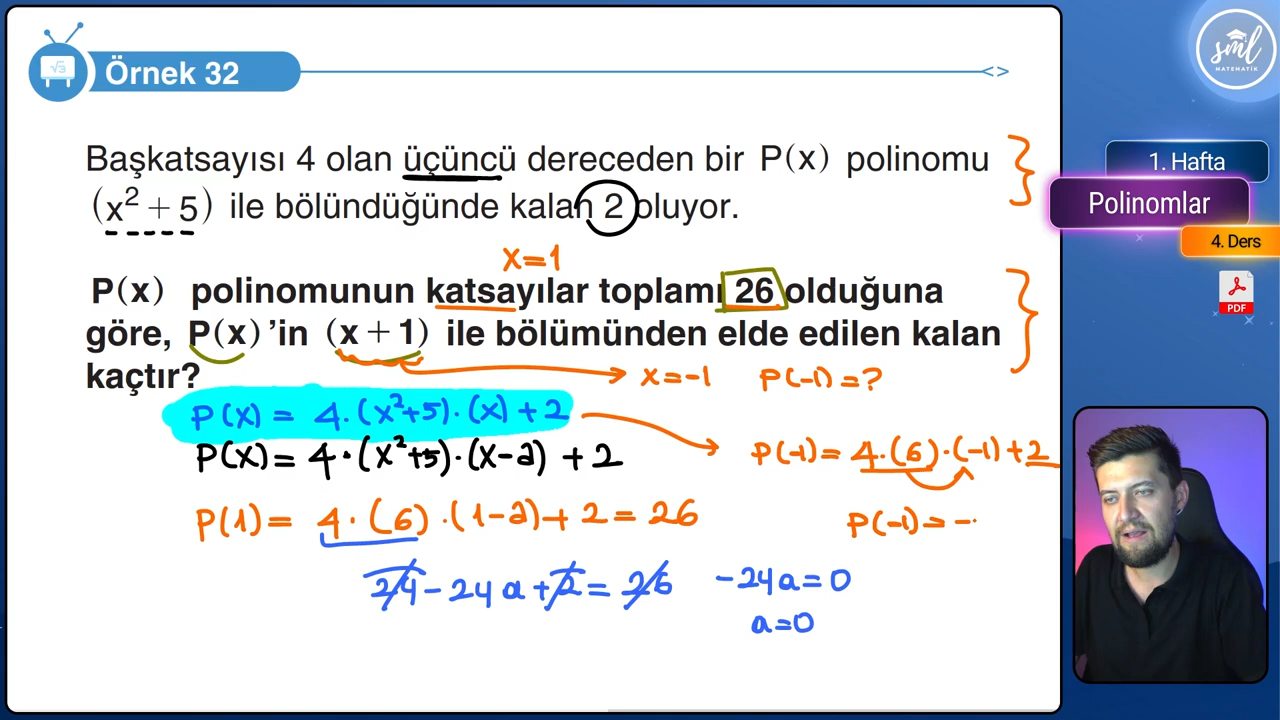 Örnek 32
<>
sml
MATEMATİK
Başkatsayısı 4 olan üçüncü dereceden bir P(x) polinomu
(x² + 5) ile bölündüğünde kalan 2 oluyor.
x=1
P(x) polinomunun katsayılar toplamı 26 olduğuna
göre, P(x)'in (x + 1) ile bölümünden elde edilen kalan
kaçtır?
x=-1 P(-1)=?
P(x) = 4.(x²+5).(x)+2
P(x)= 4.(x²+5).(x-a)+2
P(-1)= 4.(6).(-1)+2
P(1)= 4.(6).(1-a)+2=26
P(-1)=-
24-24a+2=26 -24a=0
a=0
1. Hafta
Polinomlar
4. Ders
PDF